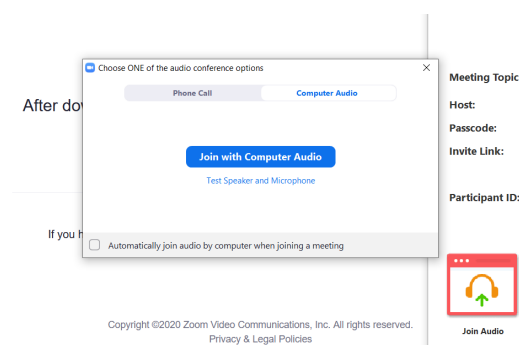 Choose ONE of the audio conference options
Phone Call
Computer Audio
Join with Computer Audio
Test Speaker and Microphone
Automatically join audio by computer when joining a meeting
After
If you
Copyright ©2020 Zoom Video Communications, Inc. All rights reserved.
Privacy & Legal Policies
Meeting Topic
Host:
Passcode:
Invite Link:
Participant ID:
Join Audio